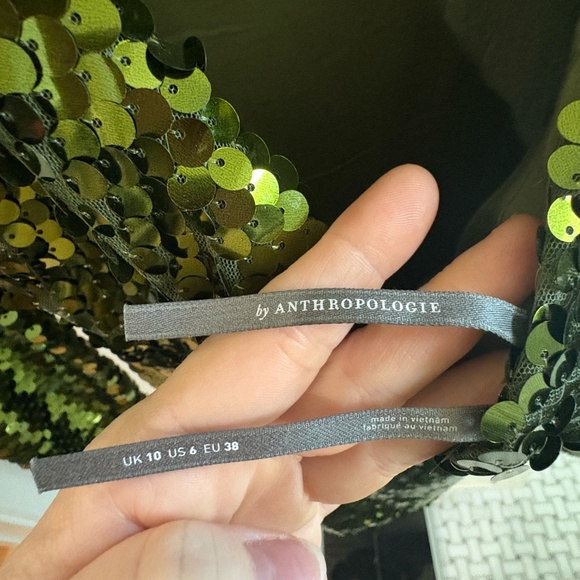 by ANTHROPOLOGIE
made in vietnam
fabriqué au vietnam
UK 10 US 6 EU 38